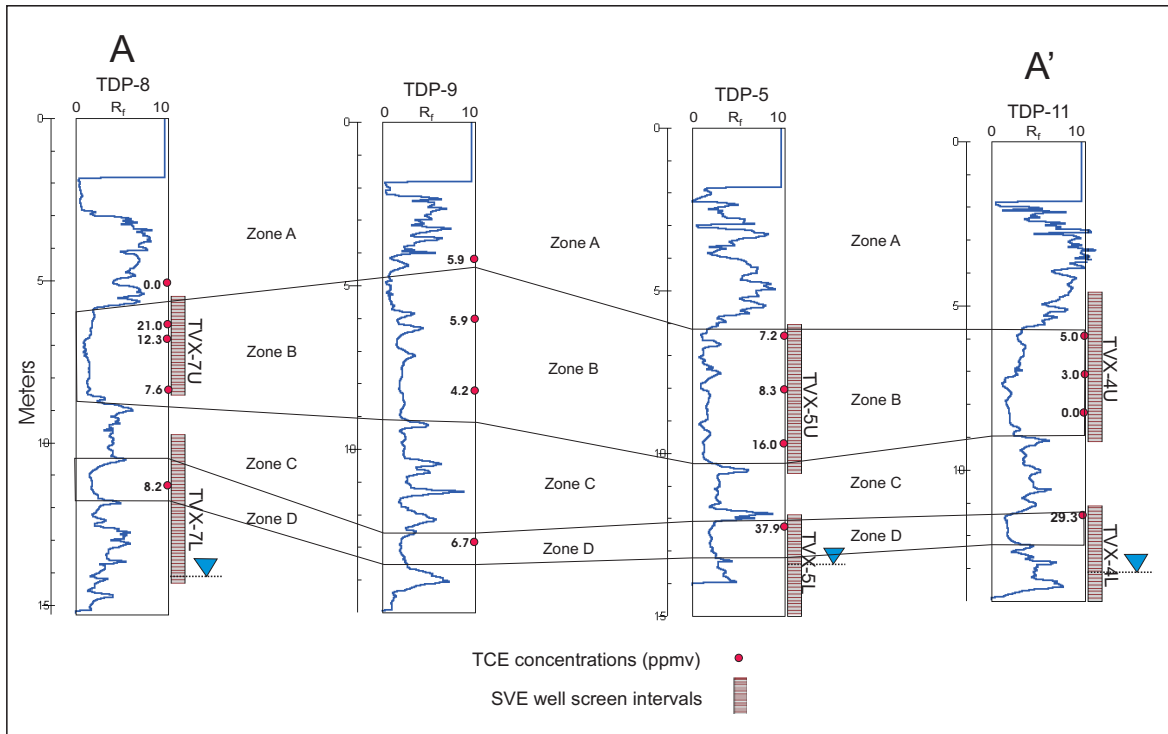 A
A'
TDP-8
TDP-9
TDP-5
TDP-11
0 Rf 10
0 Rf 10
0 Rf 10
0 Rf 10
0
0
0
0
Zone A
Zone A
Zone A
5.9
5
0.0
5
5
5
21.0
12.3
TVX-7U
5.9
7.2
5.0
TVX-4U
3.0
Zone B
Zone B
Zone B
7.6
4.2
8.3
TVX-5U
0.0
Meters
16.0
10
10
10
10
Zone C
Zone C
Zone C
8.2
TVX-7L
Zone D
6.7
Zone D
37.9
TVX-5L
Zone D
29.3
TVX-4L
15
15
TCE concentrations (ppmv)
SVE well screen intervals